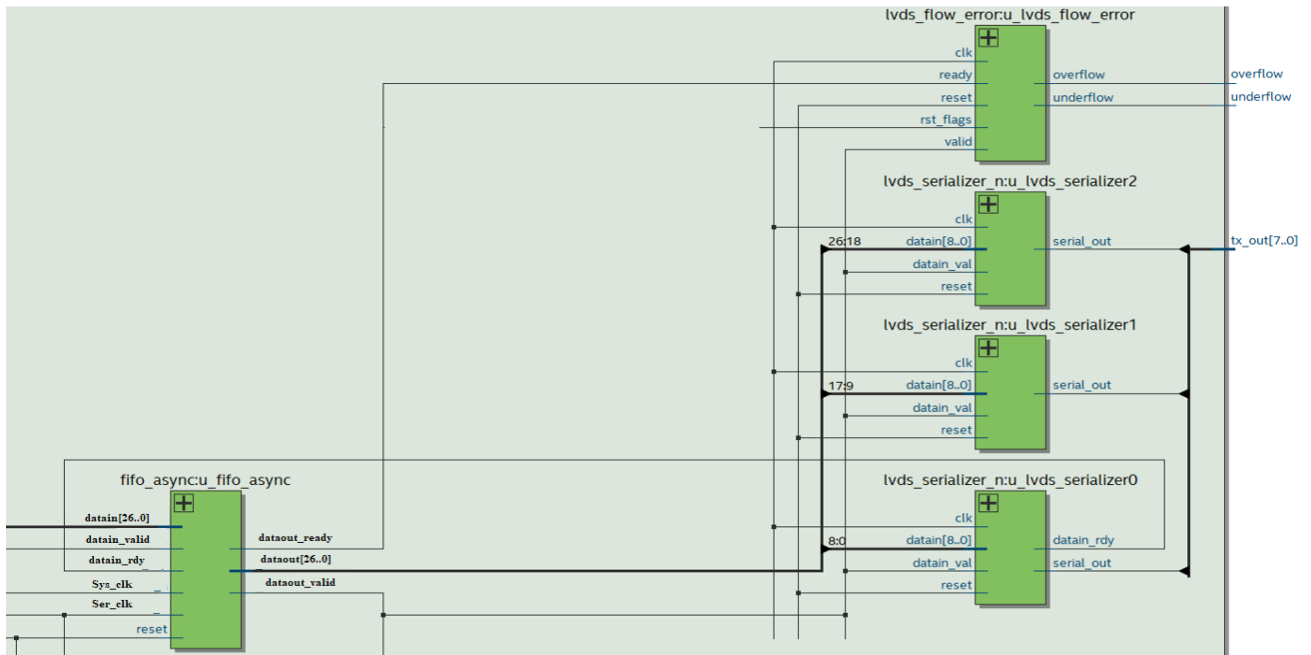 lvds_flow_error:u_lvds_flow_error
clk
ready
reset
rst_flags
valid
overflow
underflow
overflow
underflow
lvds_serializer_n:u_lvds_serializer2
clk
26:18
datain[8..0]
datain_val
reset
serial_out
tx_out[7..0]
lvds_serializer_n:u_lvds_serializer1
clk
17:9
datain[8..0]
datain_val
reset
serial_out
lvds_serializer_n:u_lvds_serializer0
clk
8:0
datain[8..0]
datain_val
reset
datain_rdy
serial_out
fifo_async:u_fifo_async
datain[26..0]
datain_valid
datain_rdy
Sys_clk
Ser_clk
reset
dataout_ready
dataout[26..0]
dataout_valid